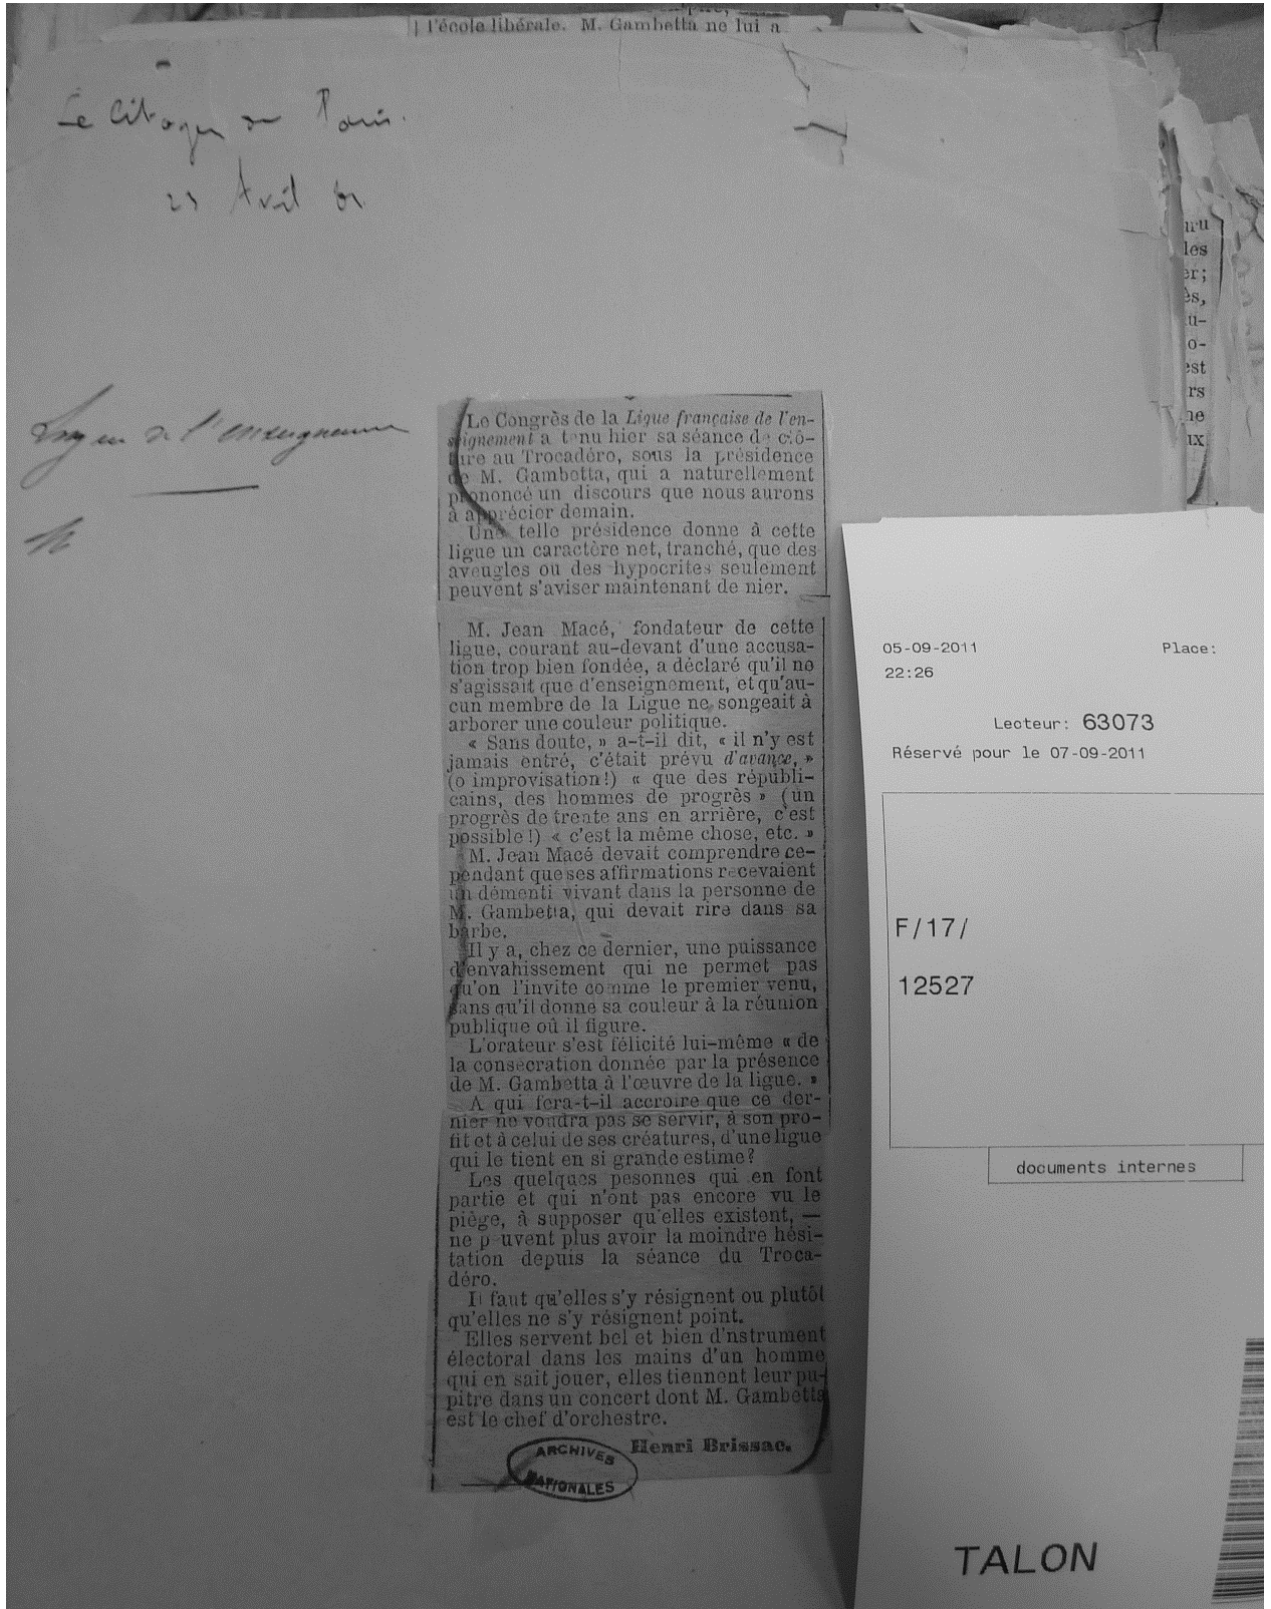 l'école libérale. M. Gambetta ne lui a
Le Citoyen de Paris.
23 Avril 81
Ligue de l'enseignement
Le Congrès de la Ligue française de l'en-
seignement a tenu hier sa séance de clô-
ture au Trocadéro, sous la présidence
de M. Gambetta, qui a naturellement
prononcé un discours que nous aurons
à apprécier demain.
Une telle présidence donne à cette
ligue un caractère net, tranché, que des
aveugles ou des hypocrites seulement
peuvent s'aviser maintenant de nier.
M. Jean Macé, fondateur de cette
ligue, courant au-devant d'une accusa-
tion trop bien fondée, a déclaré qu'il ne
s'agissait que d'enseignement, et qu'au-
cun membre de la Ligue ne songeait à
arborer une couleur politique.
« Sans doute, » a-t-il dit, « il n'y est
jamais entré, c'était prévu d'avance, »
(o improvisation!) « que des républi-
cains, des hommes de progrès » (un
progrès de trente ans en arrière, c'est
possible!) « c'est la même chose, etc. »
M. Jean Macé devait comprendre ce-
pendant que ses affirmations recevaient
un démenti vivant dans la personne de
M. Gambetta, qui devait rire dans sa
barbe.
Il y a, chez ce dernier, une puissance
d'envahissement qui ne permet pas
qu'on l'invite comme le premier venu,
sans qu'il donne sa couleur à la réunion
publique où il figure.
L'orateur s'est félicité lui-même « de
la consécration donnée par la présence
de M. Gambetta à l'œuvre de la ligue. »
A qui fera-t-il accroire que ce der-
nier ne voudra pas se servir, à son pro-
fit et à celui de ses créatures, d'une ligue
qui le tient en si grande estime?
Les quelques pesonnes qui en font
partie et qui n'ont pas encore vu le
piège, à supposer qu'elles existent, —
ne peuvent plus avoir la moindre hési-
tation depuis la séance du Troca-
déro.
Il faut qu'elles s'y résignent ou plutôt
qu'elles ne s'y résignent point.
Elles servent bel et bien d'nstrument
électoral dans les mains d'un homme
qui en sait jouer, elles tiennent leur pu-
pitre dans un concert dont M. Gambetta
est le chef d'orchestre.
Henri Brissac.
ARCHIVES
NATIONALES
les
er;
ès,
u-
o-
est
rs
ne
ux
05-09-2011 Place:
22:26
Lecteur: 63073
Réservé pour le 07-09-2011
F/17/
12527
documents internes
TALON